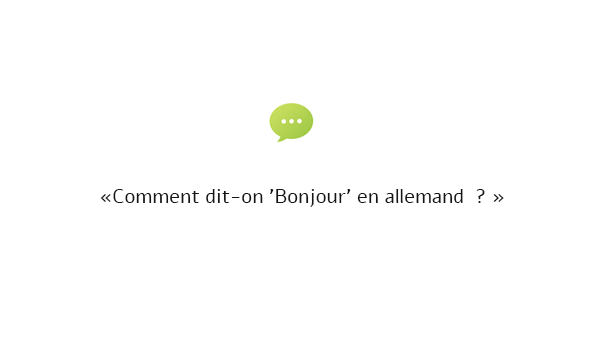 «Comment dit-on ’Bonjour’ en allemand  ? »